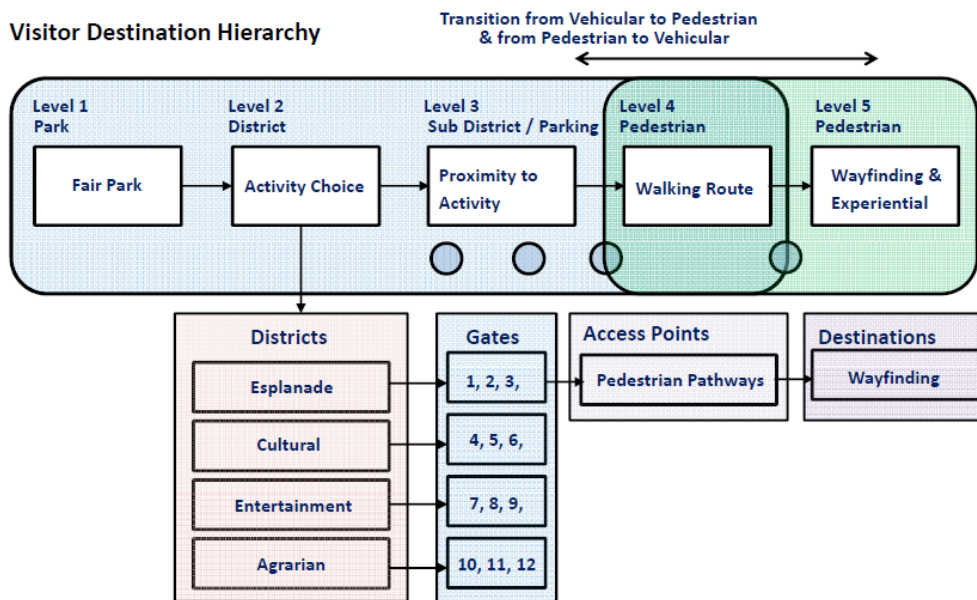 Visitor Destination Hierarchy
Transition from Vehicular to Pedestrian
& from Pedestrian to Vehicular
Level 1
Park
Level 2
District
Level 3
Sub District / Parking
Level 4
Pedestrian
Level 5
Pedestrian
Fair Park
Activity Choice
Proximity to
Activity
Walking Route
Wayfinding &
Experiential
Districts
Gates
Access Points
Destinations
Esplanade
1, 2, 3,
Pedestrian Pathways
Wayfinding
Cultural
4, 5, 6,
Entertainment
7, 8, 9,
Agrarian
10, 11, 12